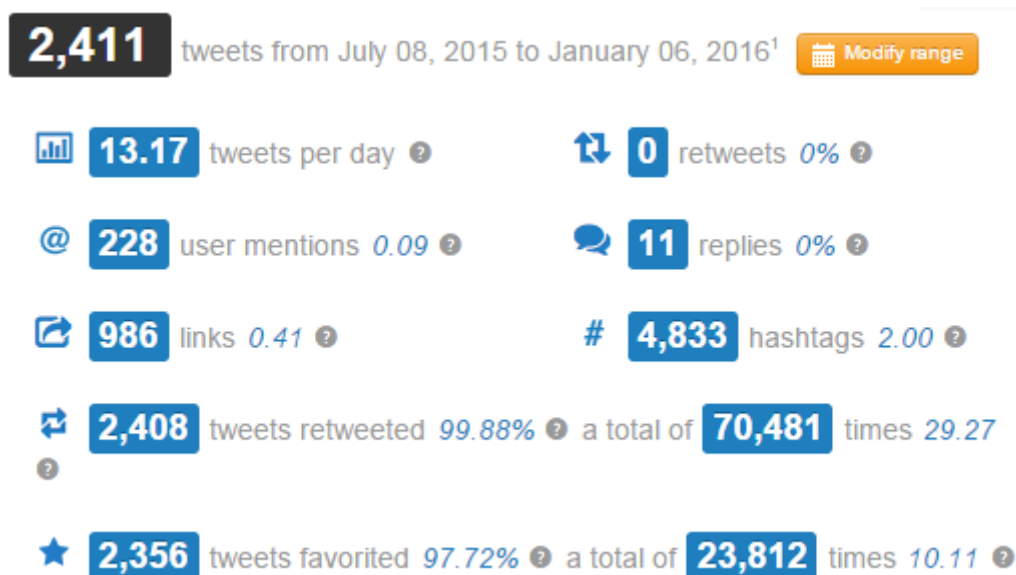 2,411 tweets from July 08, 2015 to January 06, 2016¹ Modify range
13.17 tweets per day ? 0 retweets 0% ?
@ 228 user mentions 0.09 ? 11 replies 0% ?
986 links 0.41 ? # 4,833 hashtags 2.00 ?
2,408 tweets retweeted 99.88% ? a total of 70,481 times 29.27
?
2,356 tweets favorited 97.72% ? a total of 23,812 times 10.11 ?